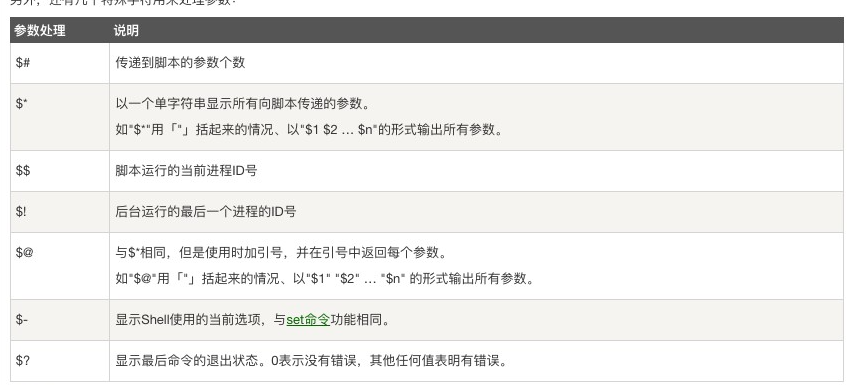 另外，还有几个特殊字符用来处理参数：
参数处理 说明
$# 传递到脚本的参数个数
$* 以一个单字符串显示所有向脚本传递的参数。
如"$*"用「"」括起来的情况、以"$1 $2 … $n"的形式输出所有参数。
$$ 脚本运行的当前进程ID号
$! 后台运行的最后一个进程的ID号
$@ 与$*相同，但是使用时加引号，并在引号中返回每个参数。
如"$@"用「"」括起来的情况、以"$1" "$2" … "$n" 的形式输出所有参数。
$- 显示Shell使用的当前选项，与set命令功能相同。
$? 显示最后命令的退出状态。0表示没有错误，其他任何值表明有错误。